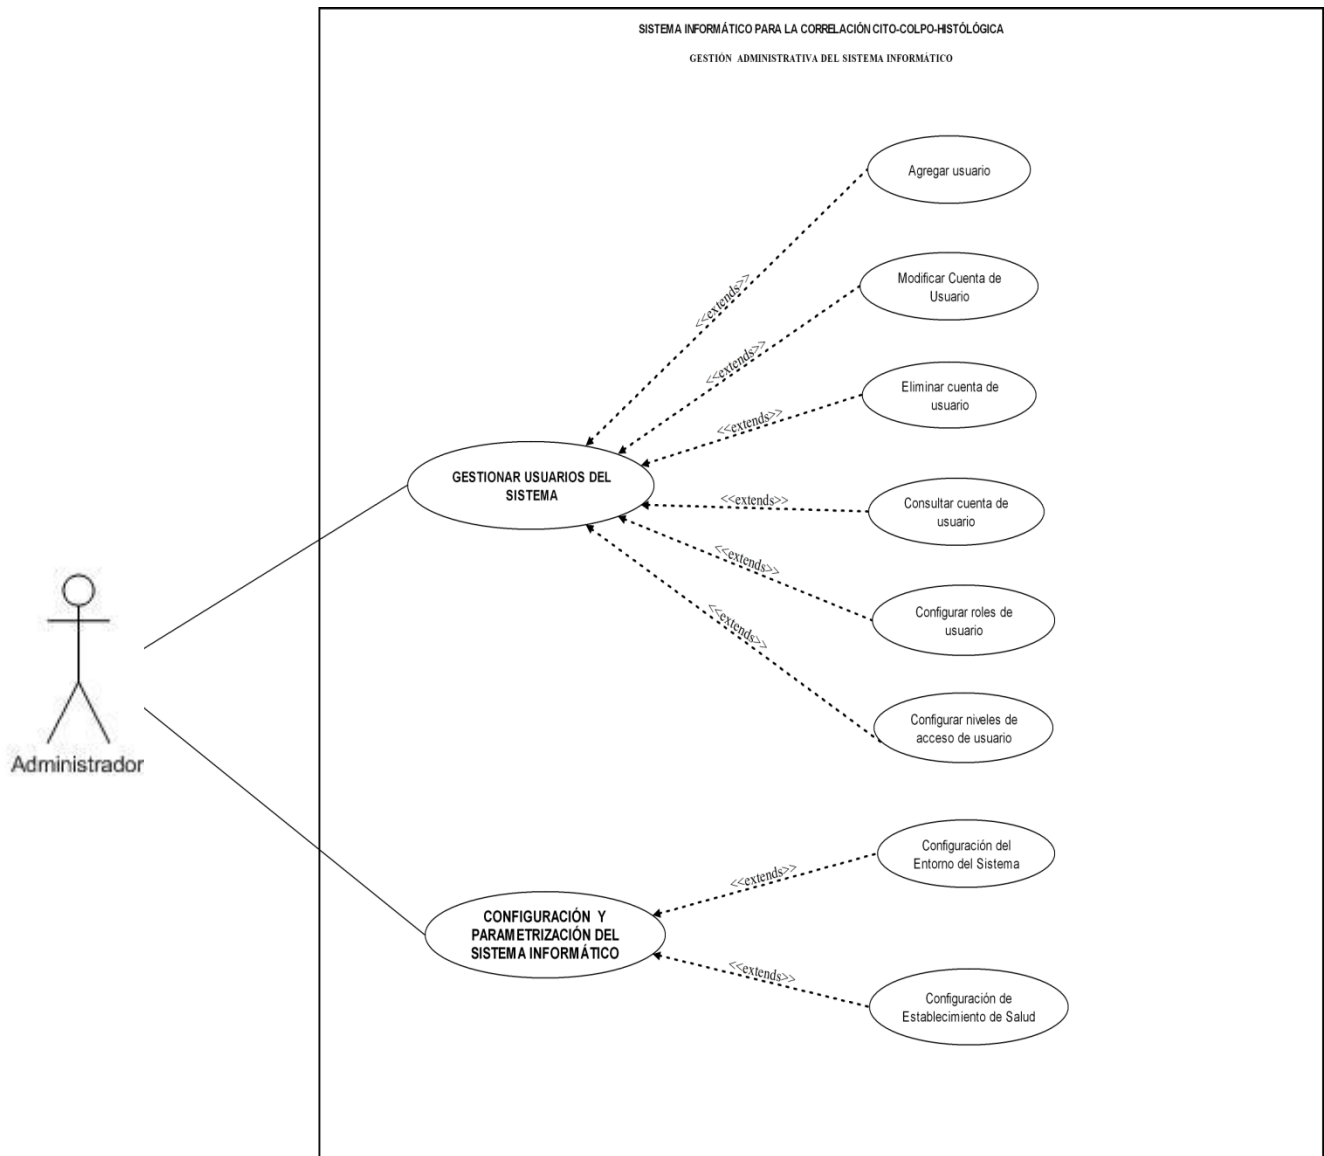 SISTEMA INFORMÁTICO PARA LA CORRELACIÓN CITO-COLPO-HISTÓLÓGICA
GESTIÓN ADMINISTRATIVA DEL SISTEMA INFORMÁTICO
Agregar usuario
<<extends>>
Modificar Cuenta de
Usuario
<<extends>>
Eliminar cuenta de
usuario
<<extends>>
GESTIONAR USUARIOS DEL
SISTEMA
<<extends>>
Consultar cuenta de
usuario
<<extends>>
Configurar roles de
usuario
<<extends>>
Configurar niveles de
acceso de usuario
Administrador
Configuración del
Entorno del Sistema
<<extends>>
CONFIGURACIÓN Y
PARAMETRIZACIÓN DEL
SISTEMA INFORMÁTICO
<<extends>>
Configuración de
Establecimiento de Salud